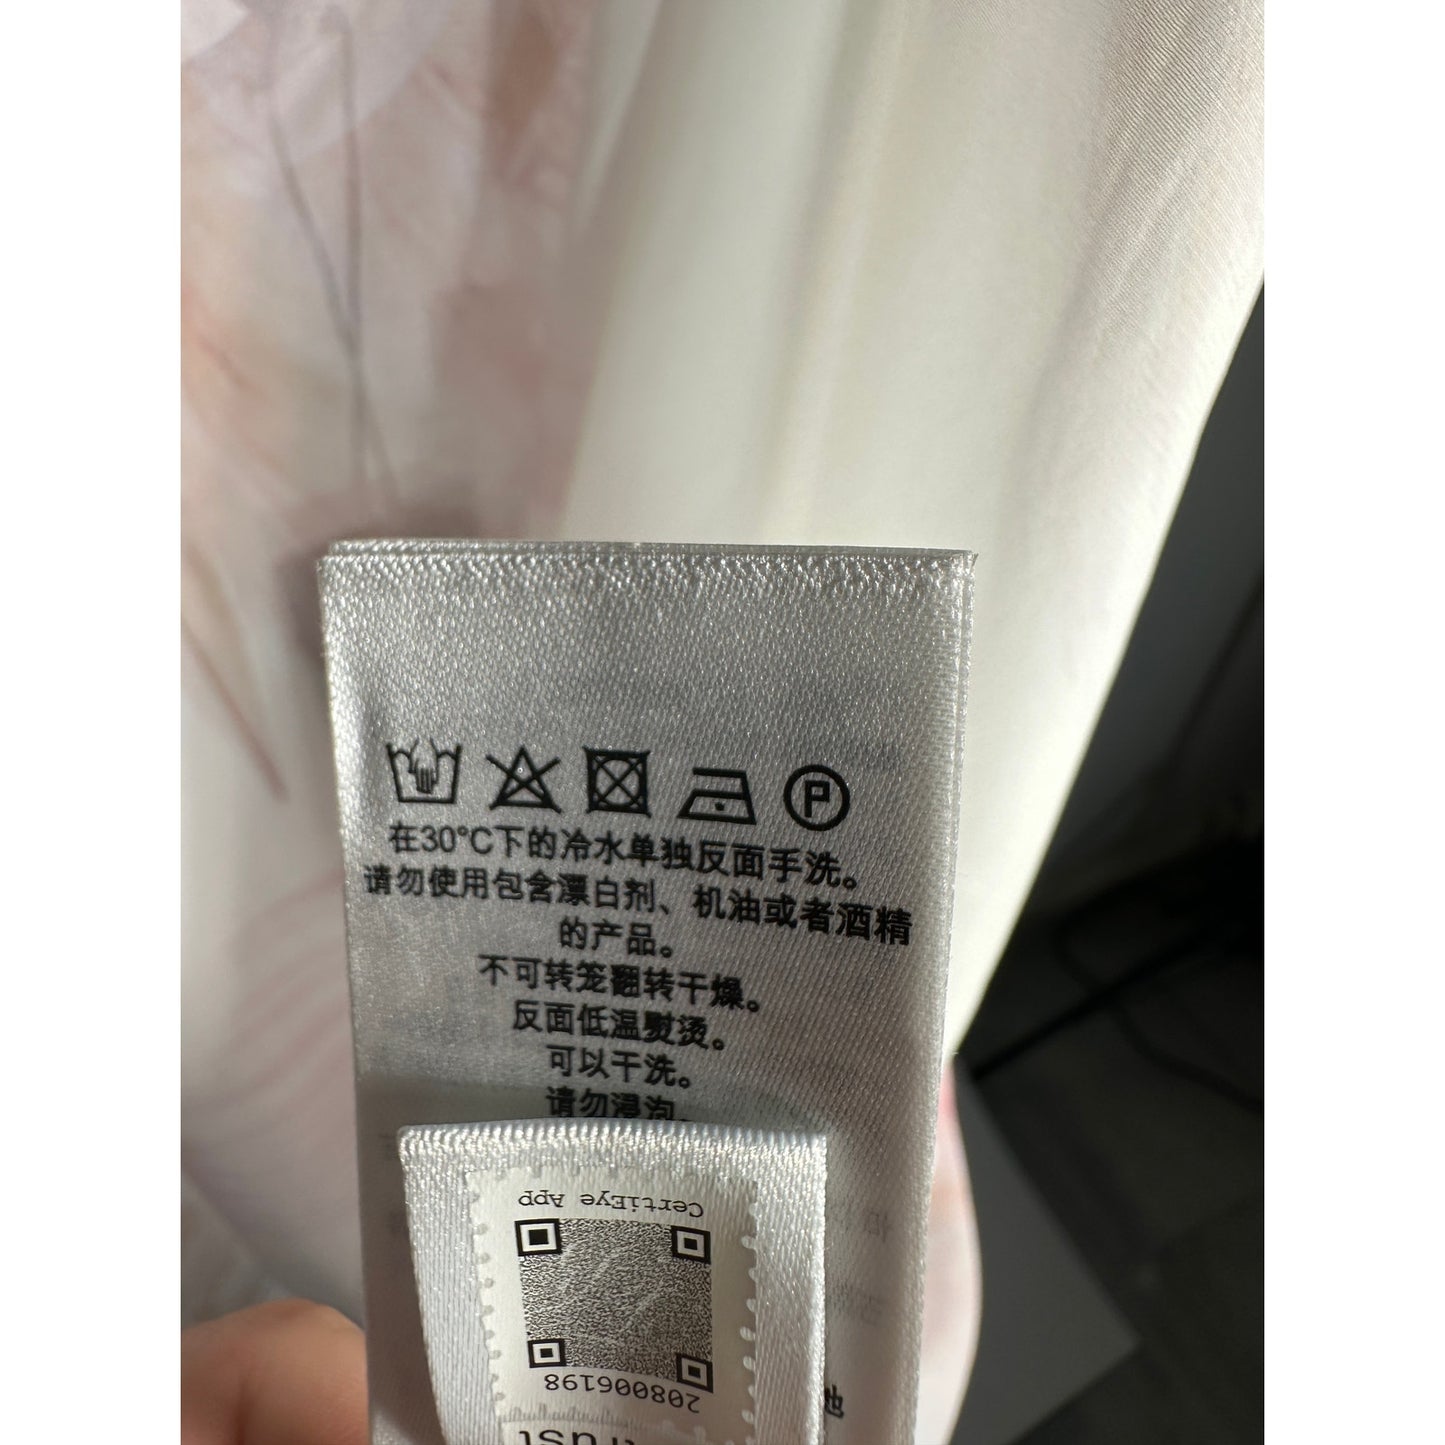 P
在30°C下的冷水单独反面手洗。
请勿使用包含漂白剂、机油或者酒精
的产品。
不可转笼翻转干燥。
反面低温熨烫。
可以干洗。
请勿浸泡。
CertiEye App
208006198